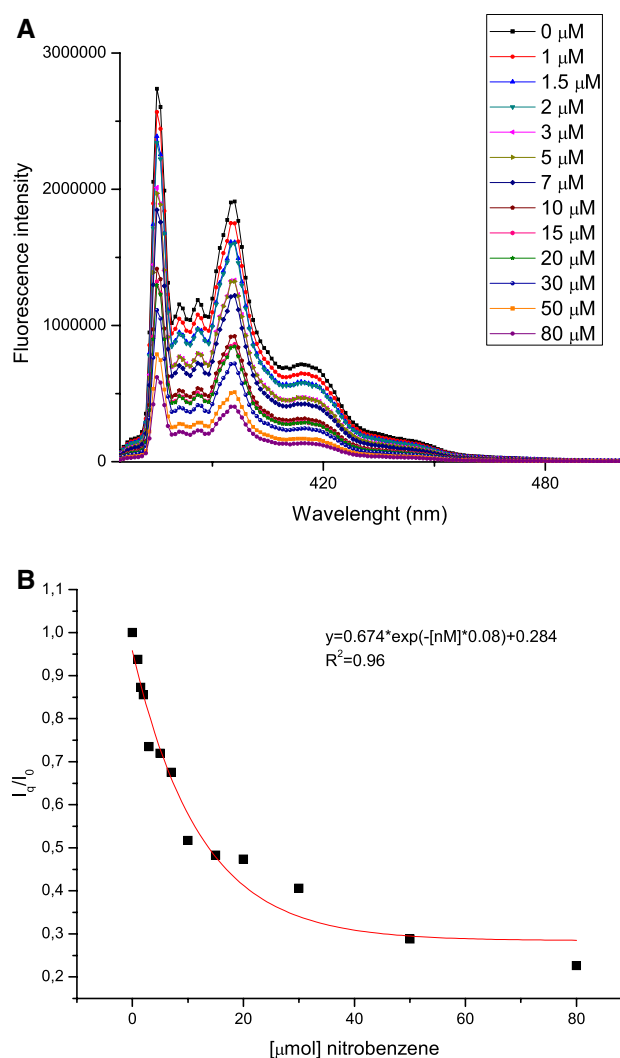 A
3000000
2000000
1000000
0
Fluorescence intensity
420
480
Wavelenght (nm)
0 μM
1 μM
1.5 μM
2 μM
3 μM
5 μM
7 μM
10 μM
15 μM
20 μM
30 μM
50 μM
80 μM
B
1,1
1,0
0,9
0,8
0,7
0,6
0,5
0,4
0,3
0,2
Iq/I0
y=0.674*exp(-[nM]*0.08)+0.284
R²=0.96
0
20
40
60
80
[μmol] nitrobenzene